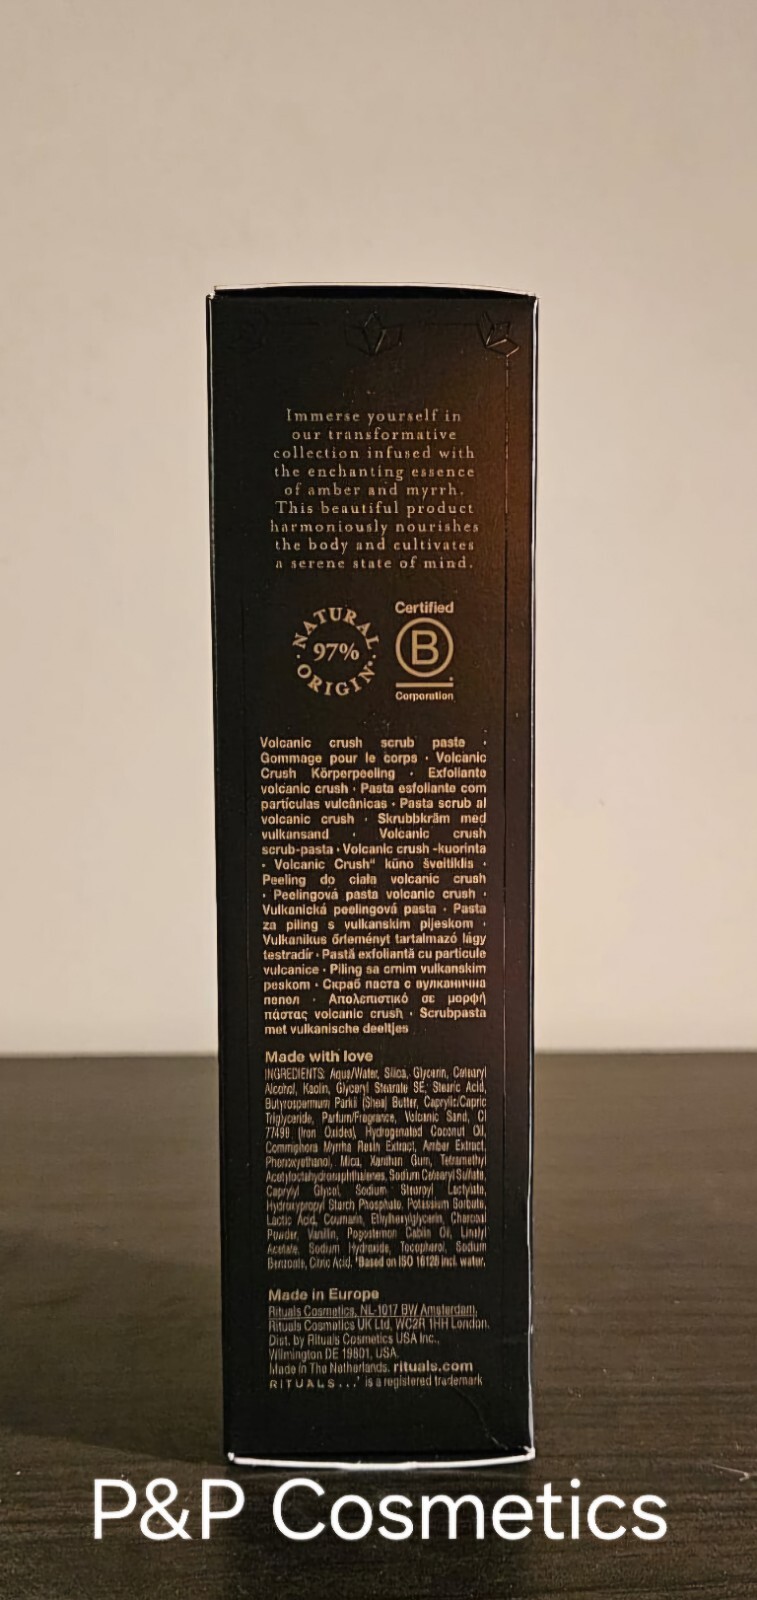 Immerse yourself in
our transformative
collection infused with
the enchanting essence
of amber and myrrh.
This beautiful product
harmoniously nourishes
the body and cultivates
a serene state of mind.
NATURAL
97%
ORIGIN*
Certified
B
Corporation
Volcanic crush scrub paste ·
Gommage pour le corps · Volcanic
Crush Körperpeeling · Exfoliante
volcanic crush · Pasta esfoliante com
partículas vulcânicas · Pasta scrub al
volcanic crush · Skrubbkräm med
vulkansand · Volcanic crush
scrub-pasta · Volcanic crush -kuorinta
· Volcanic Crush" kūno šveitiklis ·
Peeling do ciała volcanic crush
· Peelingová pasta volcanic crush ·
Vulkanická peelingová pasta · Pasta
za piling s vulkanskim pijeskom ·
Vulkanikus őrleményt tartalmazó lágy
testradír · Pastă exfoliantă cu particule
vulcanice · Piling sa crnim vulkanskim
peskom · Скраб паста с вулканична
пепел · Απολεπιστικό σε μορφή
πάστας volcanic crush · Scrubpasta
met vulkanische deeltjes
Made with love
INGREDIENTS: Aqua/Water, Silica, Glycerin, Cetearyl
Alcohol, Kaolin, Glyceryl Stearate SE, Stearic Acid,
Butyrospermum Parkii (Shea) Butter, Caprylic/Capric
Triglyceride, Parfum/Fragrance, Volcanic Sand, CI
77499 (Iron Oxides), Hydrogenated Coconut Oil,
Commiphora Myrrha Resin Extract, Amber Extract,
Phenoxyethanol, Mica, Xanthan Gum, Tetramethyl
Acetyloctahydronaphthalenes, Sodium Cetearyl Sulfate,
Caprylyl Glycol, Sodium Stearoyl Lactylate,
Hydroxypropyl Starch Phosphate, Potassium Sorbate,
Lactic Acid, Coumarin, Ethylhexylglycerin, Charcoal
Powder, Vanillin, Pogostemon Cablin Oil, Linalyl
Acetate, Sodium Hydroxide, Tocopherol, Sodium
Benzoate, Citric Acid. *Based on ISO 16128 incl. water.
Made in Europe
Rituals Cosmetics, NL-1017 BW Amsterdam,
Rituals Cosmetics UK Ltd, WC2R 1HH London.
Dist. by Rituals Cosmetics USA Inc.,
Wilmington DE 19801, USA.
Made in The Netherlands. rituals.com
RITUALS...' is a registered trademark
P&P Cosmetics